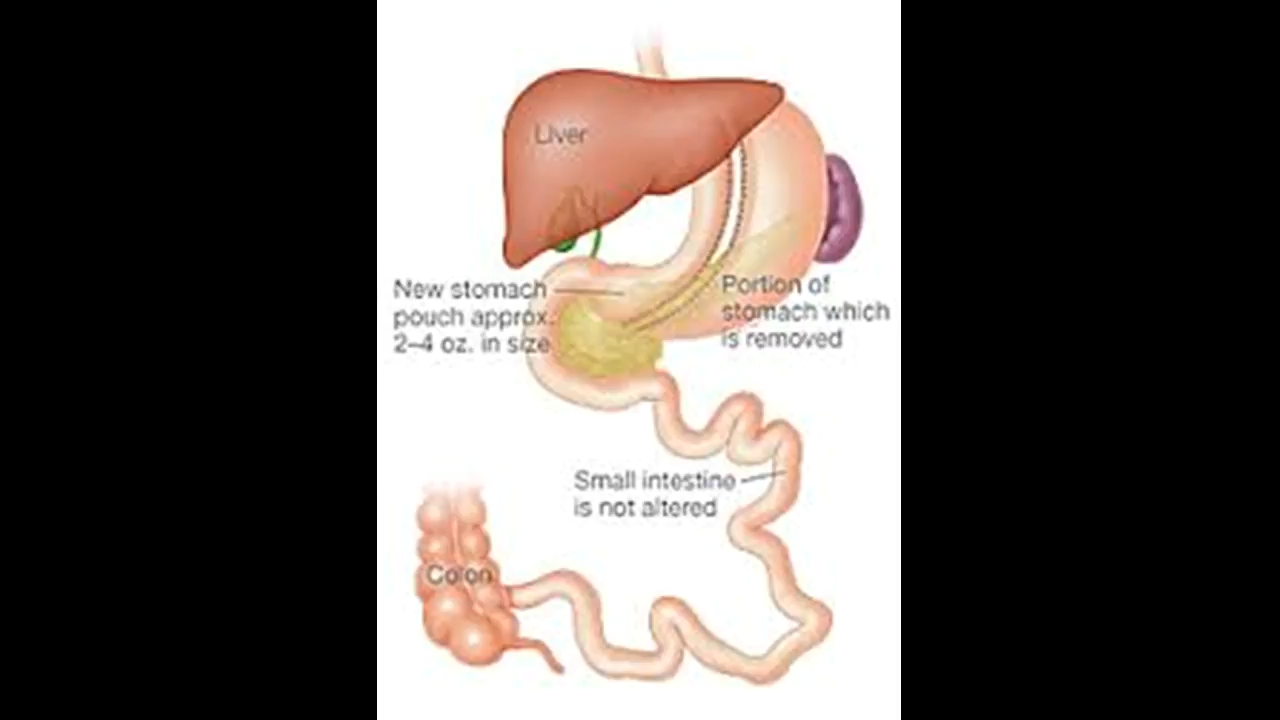 Liver
New stomach
pouch approx.
2–4 oz. in size
Portion of
stomach which
is removed
Small intestine
is not altered
Colon